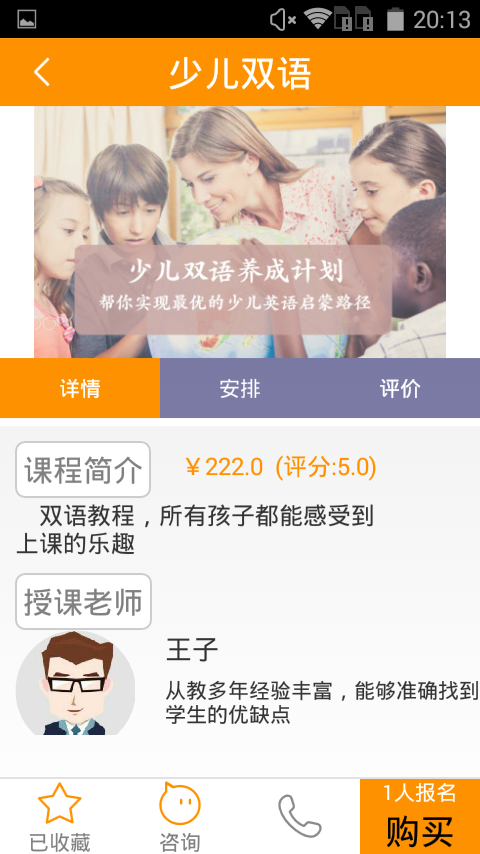 20:13
少儿双语
少儿双语养成计划
帮你实现最优的少儿英语启蒙路径
详情 安排 评价
课程简介 ￥222.0 (评分:5.0)
双语教程，所有孩子都能感受到
上课的乐趣
授课老师
王子
从教多年经验丰富，能够准确找到
学生的优缺点
1人报名
已收藏 咨询 购买